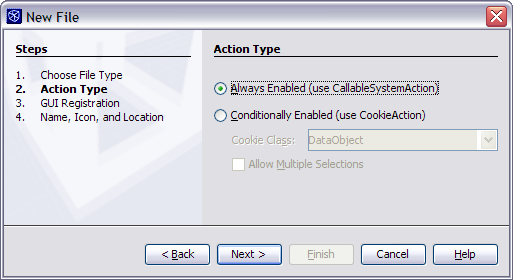 New File
Steps
1. Choose File Type
2. Action Type
3. GUI Registration
4. Name, Icon, and Location
Action Type
Always Enabled (use CallableSystemAction)
Conditionally Enabled (use CookieAction)
Cookie Class: DataObject
Allow Multiple Selections
< Back Next > Finish Cancel Help